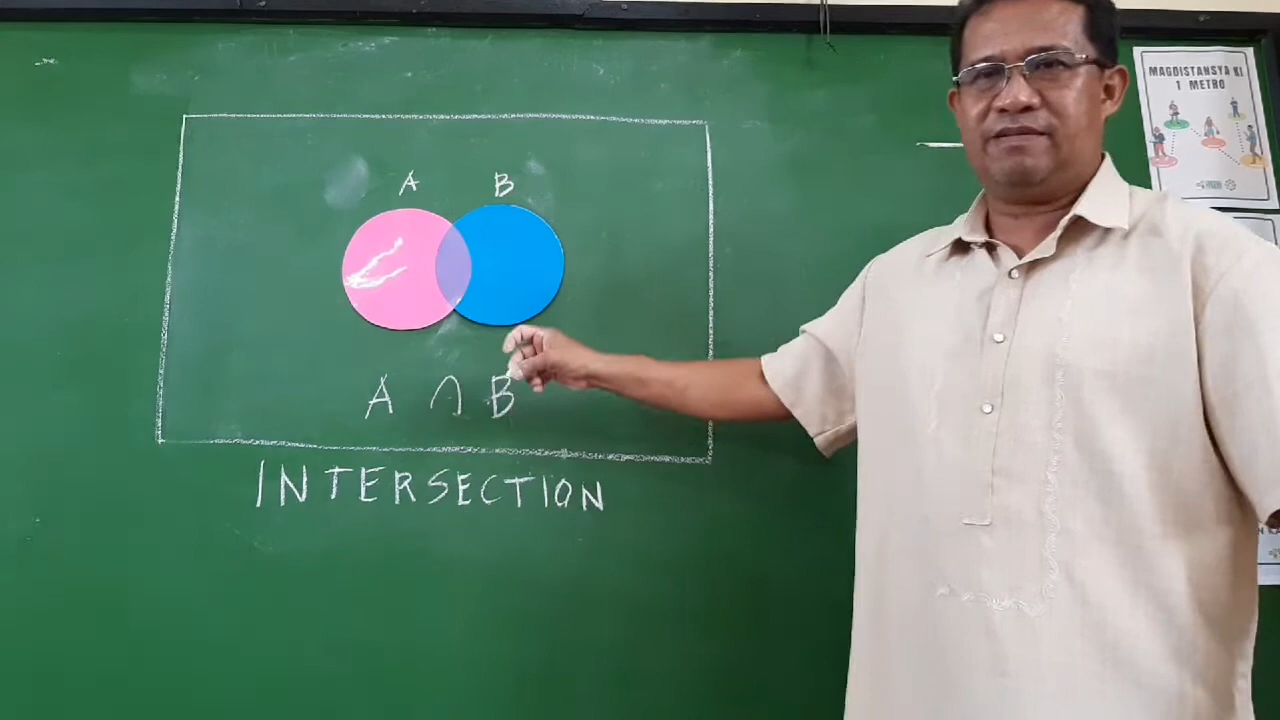 A B
A ∩ B
INTERSECTION
MAGDISTANSYA KI
1 METRO